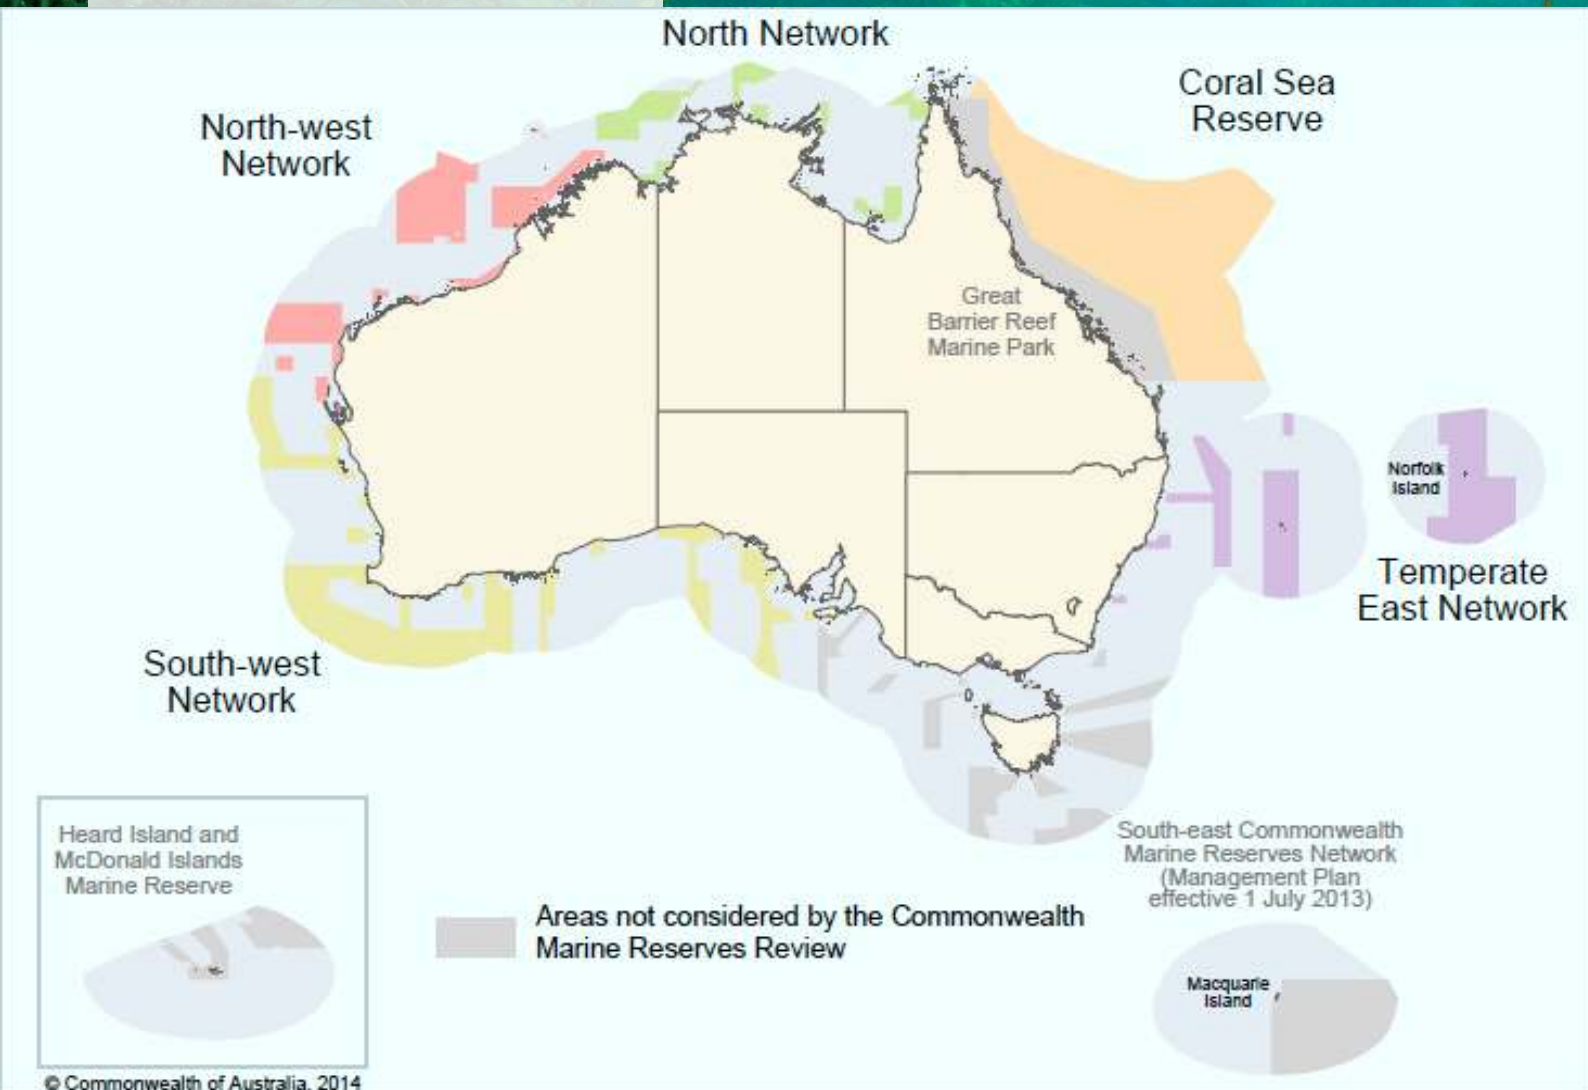 North Network
Coral Sea
Reserve
North-west
Network
Great
Barrier Reef
Marine Park
Norfolk
Island
Temperate
East Network
South-west
Network
Heard Island and
McDonald Islands
Marine Reserve
South-east Commonwealth
Marine Reserves Network
(Management Plan
effective 1 July 2013)
Areas not considered by the Commonwealth
Marine Reserves Review
Macquarie
Island
© Commonwealth of Australia, 2014